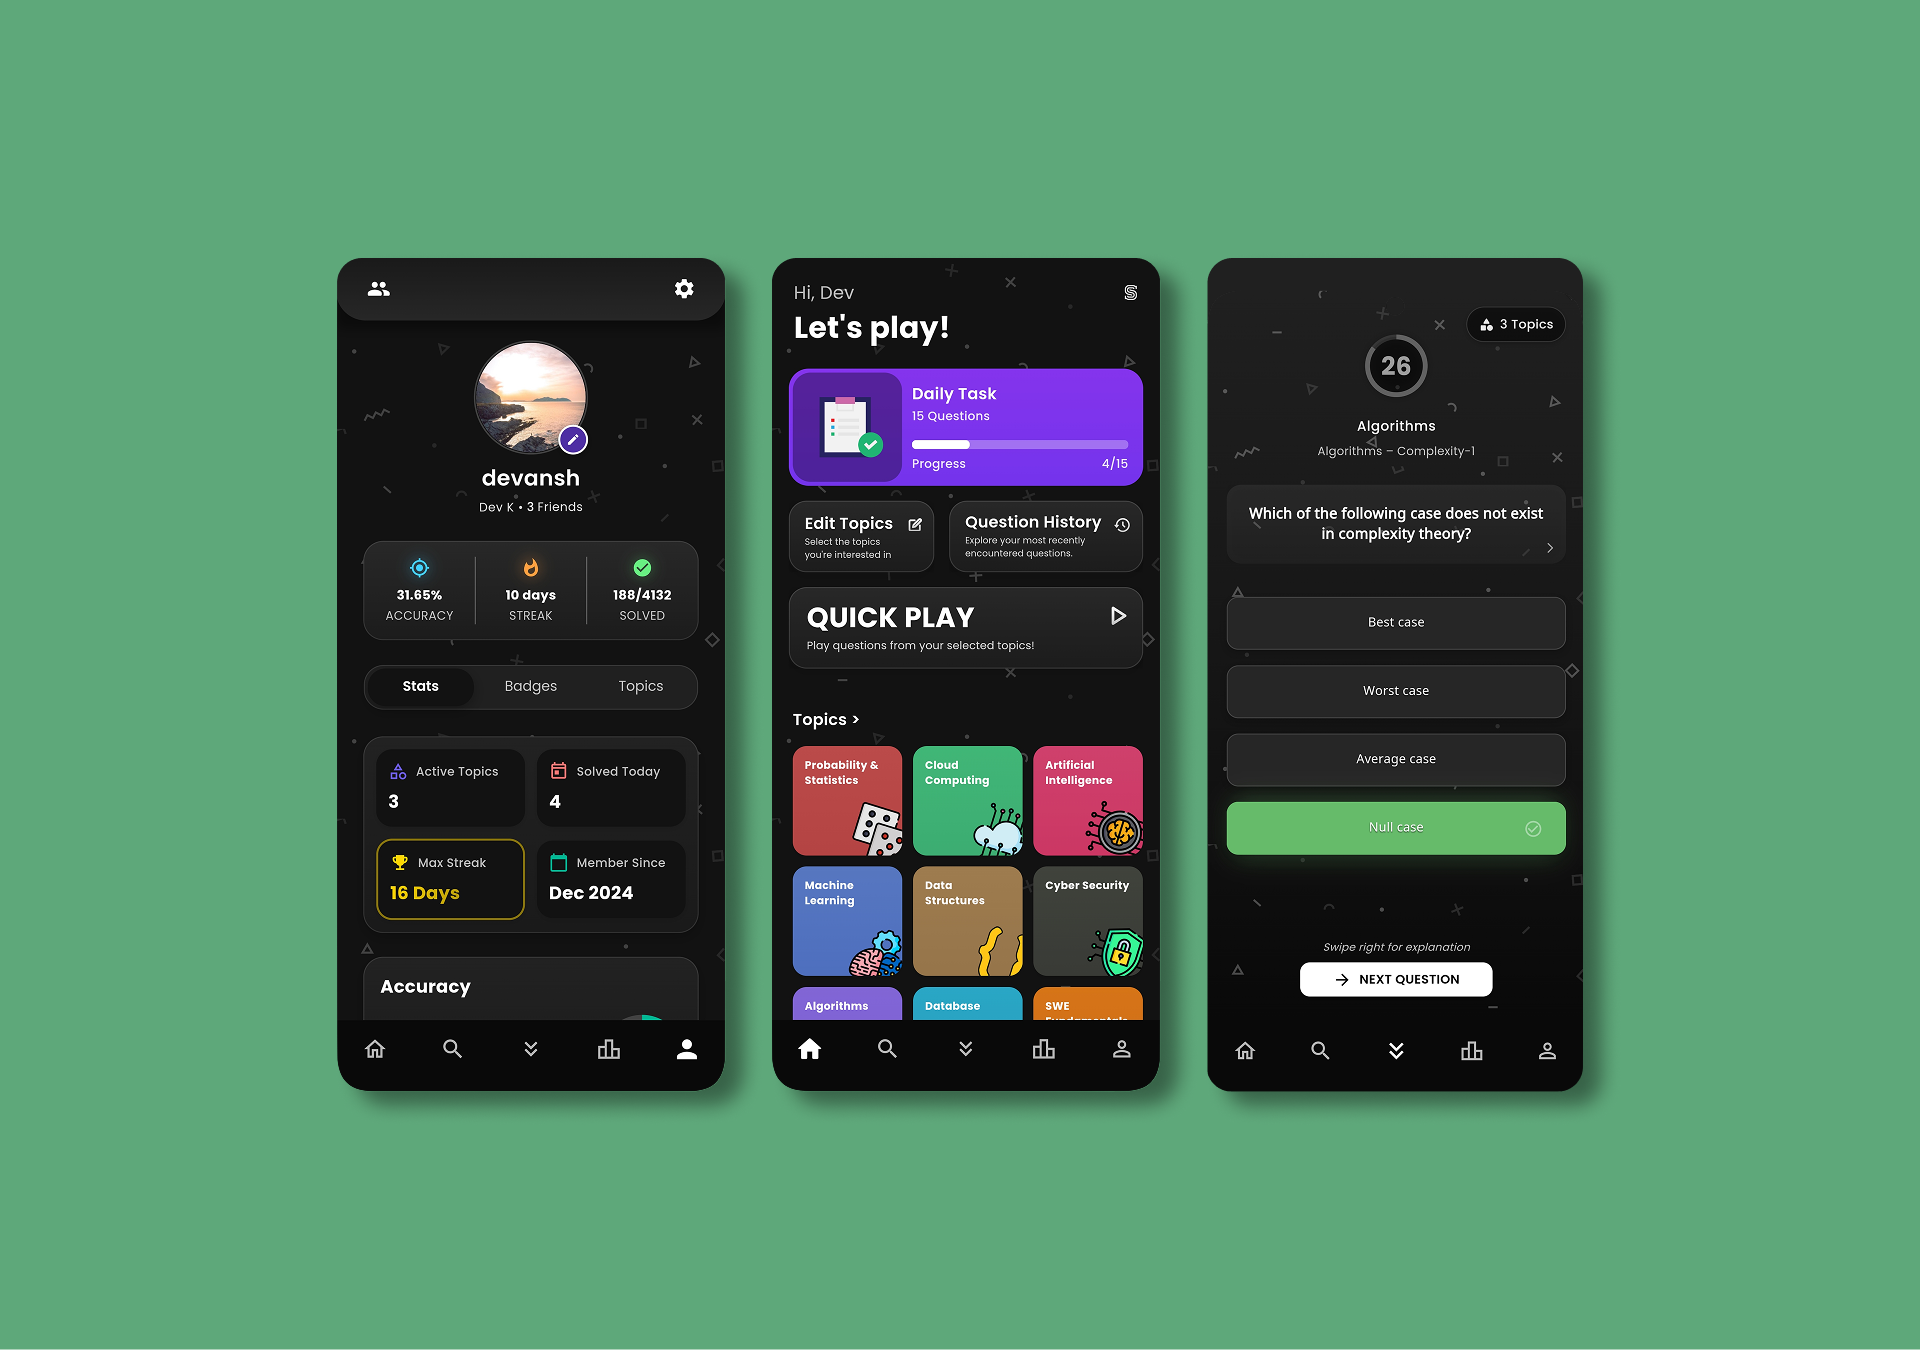 devansh
Dev K • 3 Friends
31.65%
ACCURACY
10 days
STREAK
188/4132
SOLVED
Stats
Badges
Topics
Active Topics
3
Solved Today
4
Max Streak
16 Days
Member Since
Dec 2024
Accuracy
Hi, Dev
Let's play!
Daily Task
15 Questions
Progress
4/15
Edit Topics
Select the topics
you're interested in
Question History
Explore your most recently
encountered questions.
QUICK PLAY
Play questions from your selected topics!
Topics >
Probability &
Statistics
Cloud
Computing
Artificial
Intelligence
Machine
Learning
Data
Structures
Cyber Security
Algorithms
Database
SWE
Fundamentals
3 Topics
26
Algorithms
Algorithms – Complexity-1
Which of the following case does not exist
in complexity theory?
Best case
Worst case
Average case
Null case
Swipe right for explanation
NEXT QUESTION